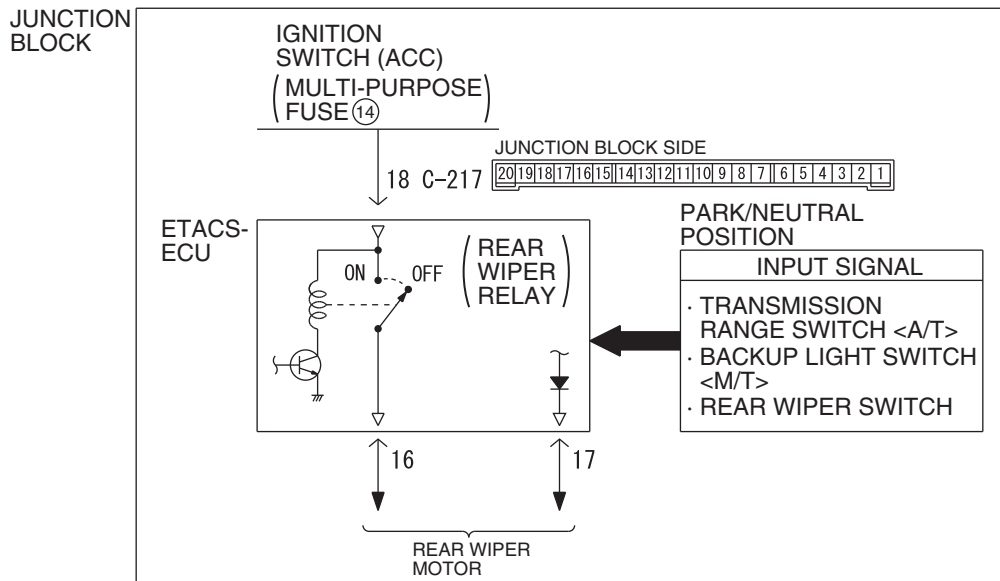 JUNCTION
BLOCK
IGNITION
SWITCH (ACC)
(MULTI-PURPOSE
FUSE⑭)
JUNCTION BLOCK SIDE
18 C-217
20 19 18 17 16 15 14 13 12 11 10 9 8 7 6 5 4 3 2 1
ETACS-
ECU
ON OFF
(REAR
WIPER
RELAY)
PARK/NEUTRAL
POSITION
INPUT SIGNAL
· TRANSMISSION
RANGE SWITCH <A/T>
· BACKUP LIGHT SWITCH
<M/T>
· REAR WIPER SWITCH
16 17
REAR WIPER
MOTOR